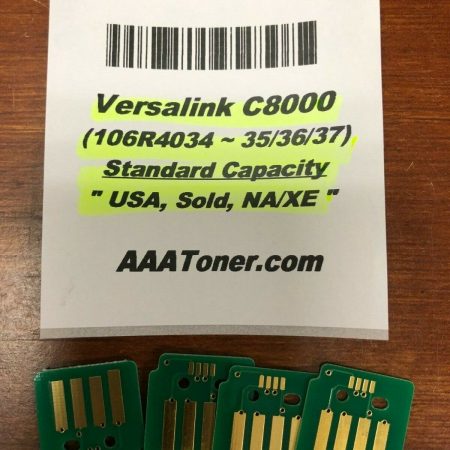 Versalink C8000
(106R4034 ~ 35/36/37)
Standard Capacity
" USA, Sold, NA/XE "
AAAToner.com